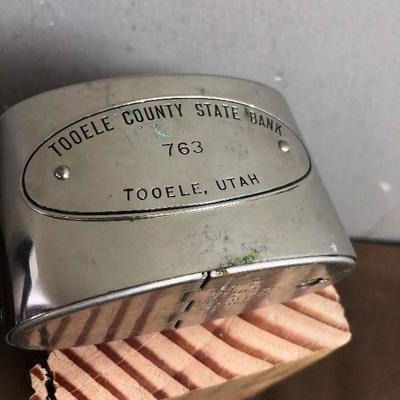 TOOELE COUNTY STATE BANK
763
TOOELE, UTAH